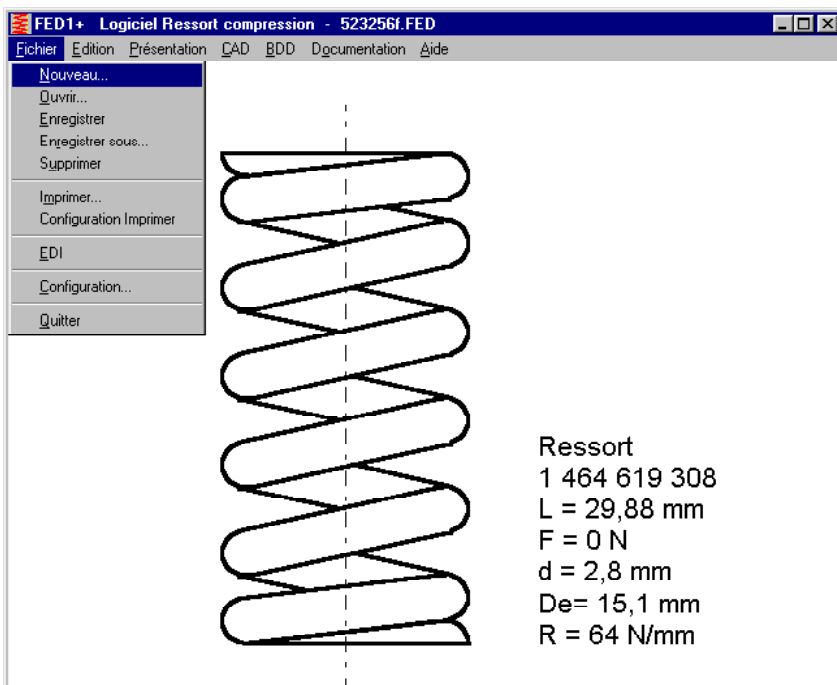 FED1+ Logiciel Ressort compression - 523256f.FED
Fichier Edition Présentation CAD BDD Documentation Aide
Nouveau...
Ouvrir...
Enregistrer
Enregistrer sous...
Supprimer
Imprimer...
Configuration Imprimer
EDI
Configuration...
Quitter
Ressort
1 464 619 308
L = 29,88 mm
F = 0 N
d = 2,8 mm
De= 15,1 mm
R = 64 N/mm